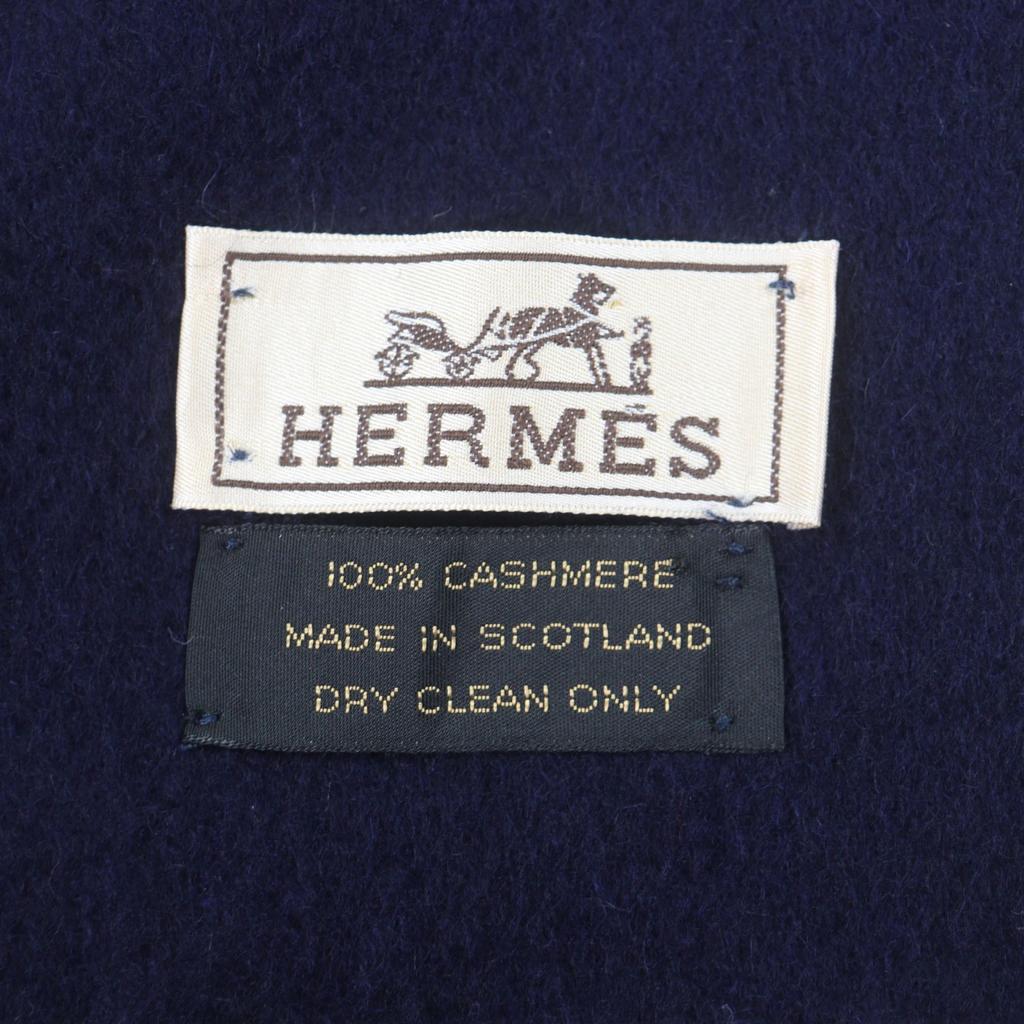 HERMÈS
100% CASHMERE
MADE IN SCOTLAND
DRY CLEAN ONLY